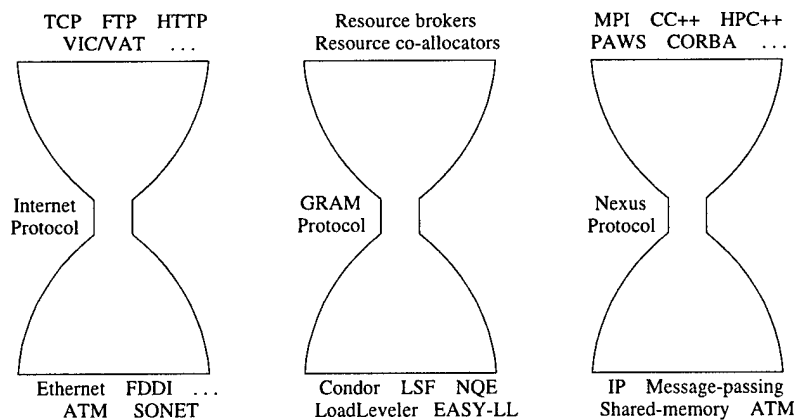 TCP FTP HTTP
VIC/VAT ...
Internet
Protocol
Ethernet FDDI ...
ATM SONET
Resource brokers
Resource co-allocators
GRAM
Protocol
Condor LSF NQE
LoadLeveler EASY-LL
MPI CC++ HPC++
PAWS CORBA ...
Nexus
Protocol
IP Message-passing
Shared-memory ATM